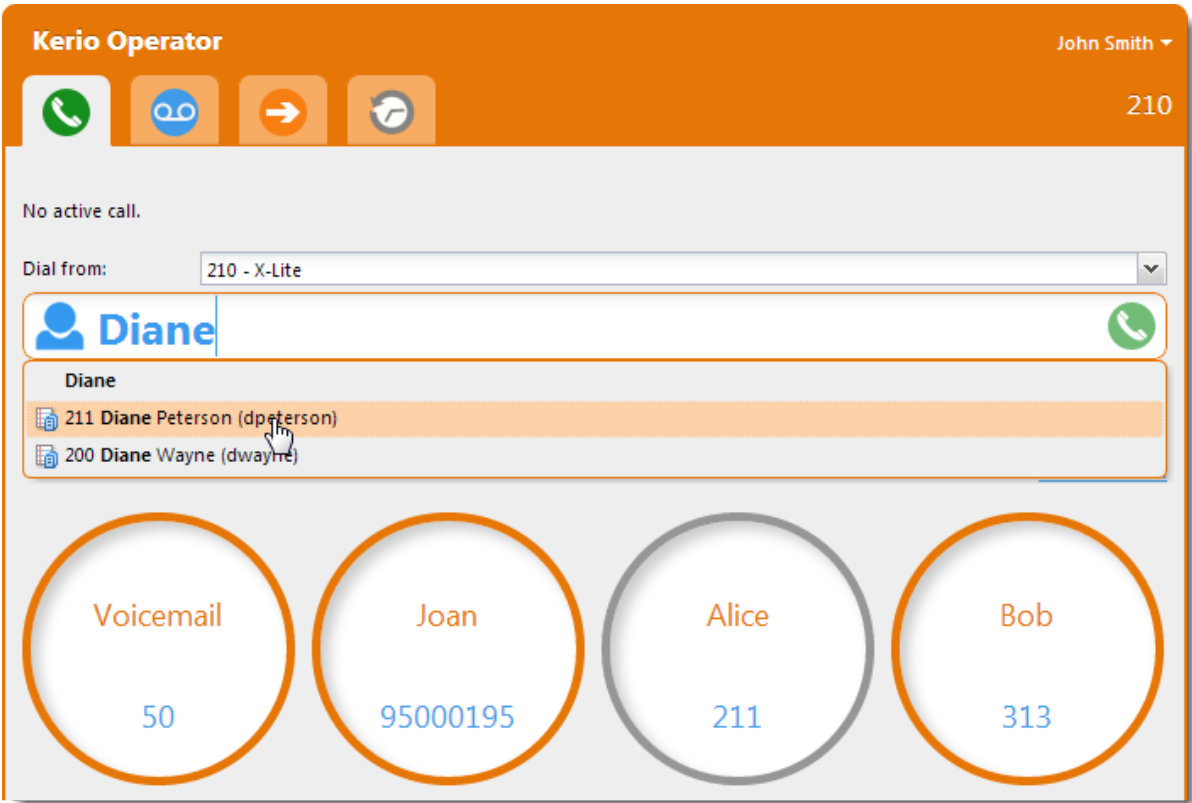 Kerio Operator
John Smith
210
No active call.
Dial from: 210 - X-Lite
Diane
Diane
211 Diane Peterson (dpeterson)
200 Diane Wayne (dwayne)
Voicemail
50
Joan
95000195
Alice
211
Bob
313